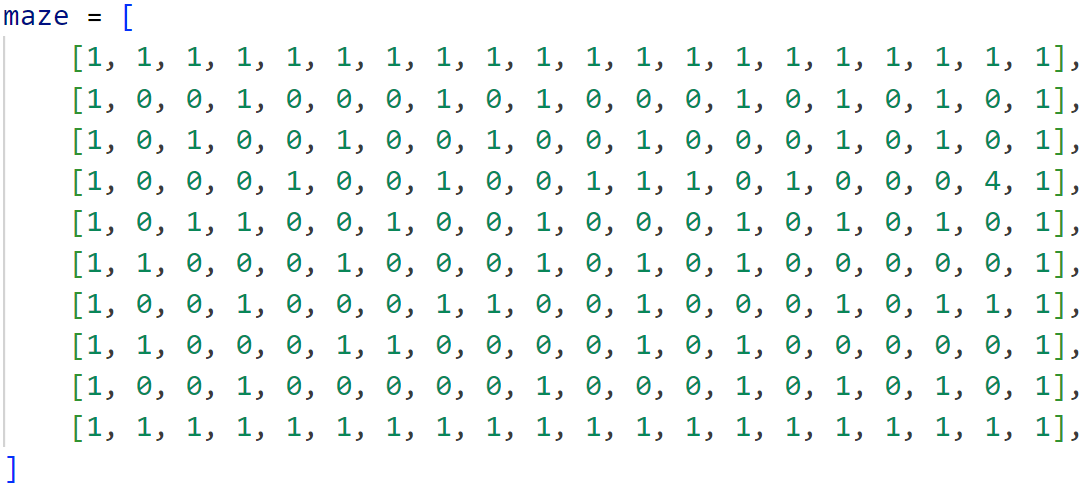 maze = [
    [1, 1, 1, 1, 1, 1, 1, 1, 1, 1, 1, 1, 1, 1, 1, 1, 1, 1, 1, 1],
    [1, 0, 0, 1, 0, 0, 0, 1, 0, 1, 0, 0, 0, 1, 0, 1, 0, 1, 0, 1],
    [1, 0, 1, 0, 0, 1, 0, 0, 1, 0, 0, 1, 0, 0, 0, 1, 0, 1, 0, 1],
    [1, 0, 0, 0, 1, 0, 0, 1, 0, 0, 1, 1, 1, 0, 1, 0, 0, 0, 4, 1],
    [1, 0, 1, 1, 0, 0, 1, 0, 0, 1, 0, 0, 0, 1, 0, 1, 0, 1, 0, 1],
    [1, 1, 0, 0, 0, 1, 0, 0, 0, 1, 0, 1, 0, 1, 0, 0, 0, 0, 0, 1],
    [1, 0, 0, 1, 0, 0, 0, 1, 1, 0, 0, 1, 0, 0, 0, 1, 0, 1, 1, 1],
    [1, 1, 0, 0, 0, 1, 1, 0, 0, 0, 0, 1, 0, 1, 0, 0, 0, 0, 0, 1],
    [1, 0, 0, 1, 0, 0, 0, 0, 0, 1, 0, 0, 0, 1, 0, 1, 0, 1, 0, 1],
    [1, 1, 1, 1, 1, 1, 1, 1, 1, 1, 1, 1, 1, 1, 1, 1, 1, 1, 1, 1],
]